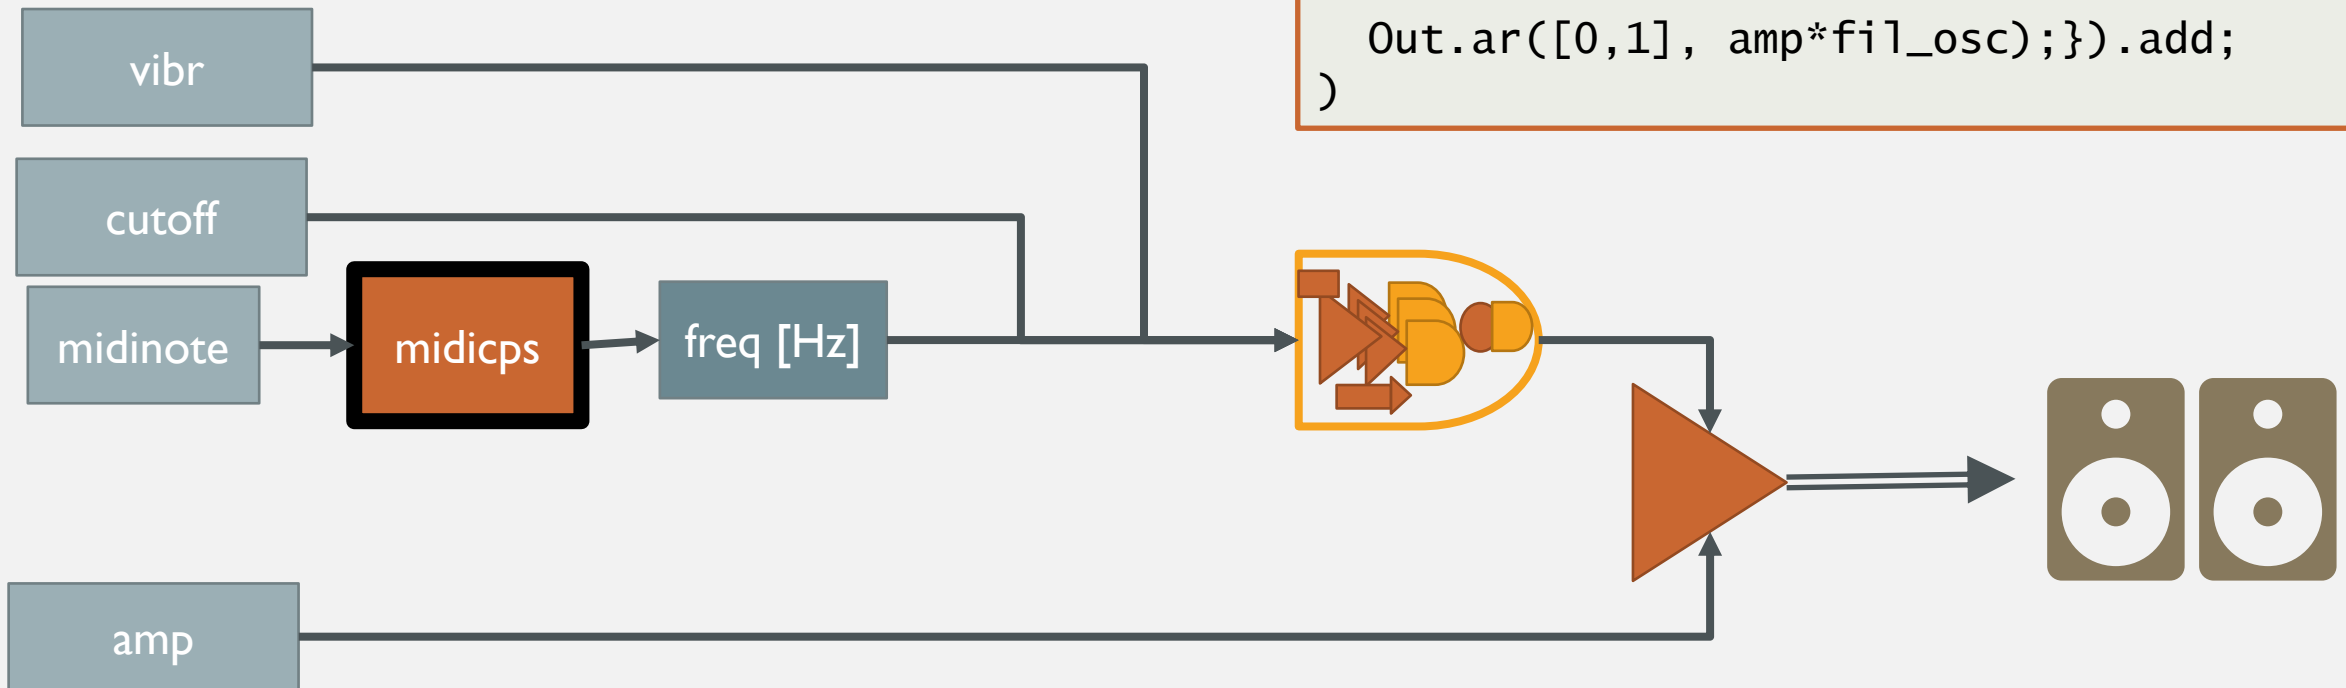 Out.ar([0,1], amp*fil_osc);}).add;
)
vibr
cutoff
midinote
midicps
freq [Hz]
amp